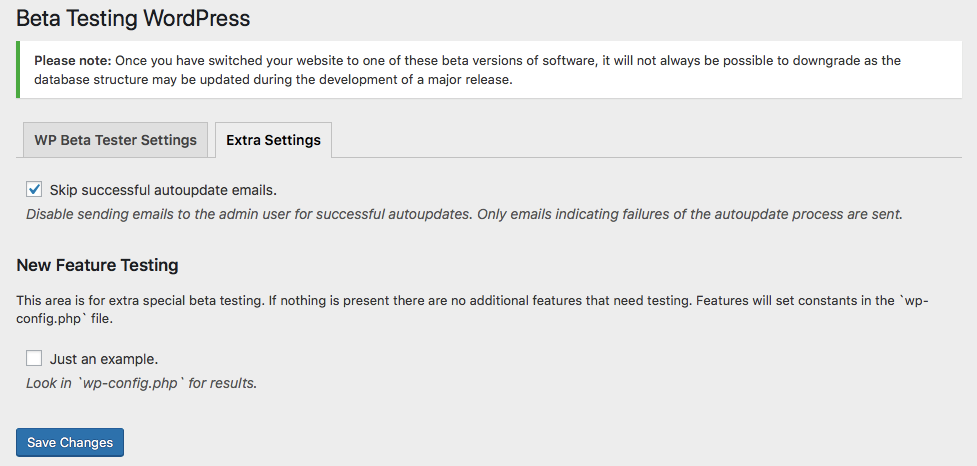 Beta Testing WordPress
Please note: Once you have switched your website to one of these beta versions of software, it will not always be possible to downgrade as the
database structure may be updated during the development of a major release.
WP Beta Tester Settings
Extra Settings
Skip successful autoupdate emails.
Disable sending emails to the admin user for successful autoupdates. Only emails indicating failures of the autoupdate process are sent.
New Feature Testing
This area is for extra special beta testing. If nothing is present there are no additional features that need testing. Features will set constants in the `wp-
config.php` file.
Just an example.
Look in `wp-config.php` for results.
Save Changes